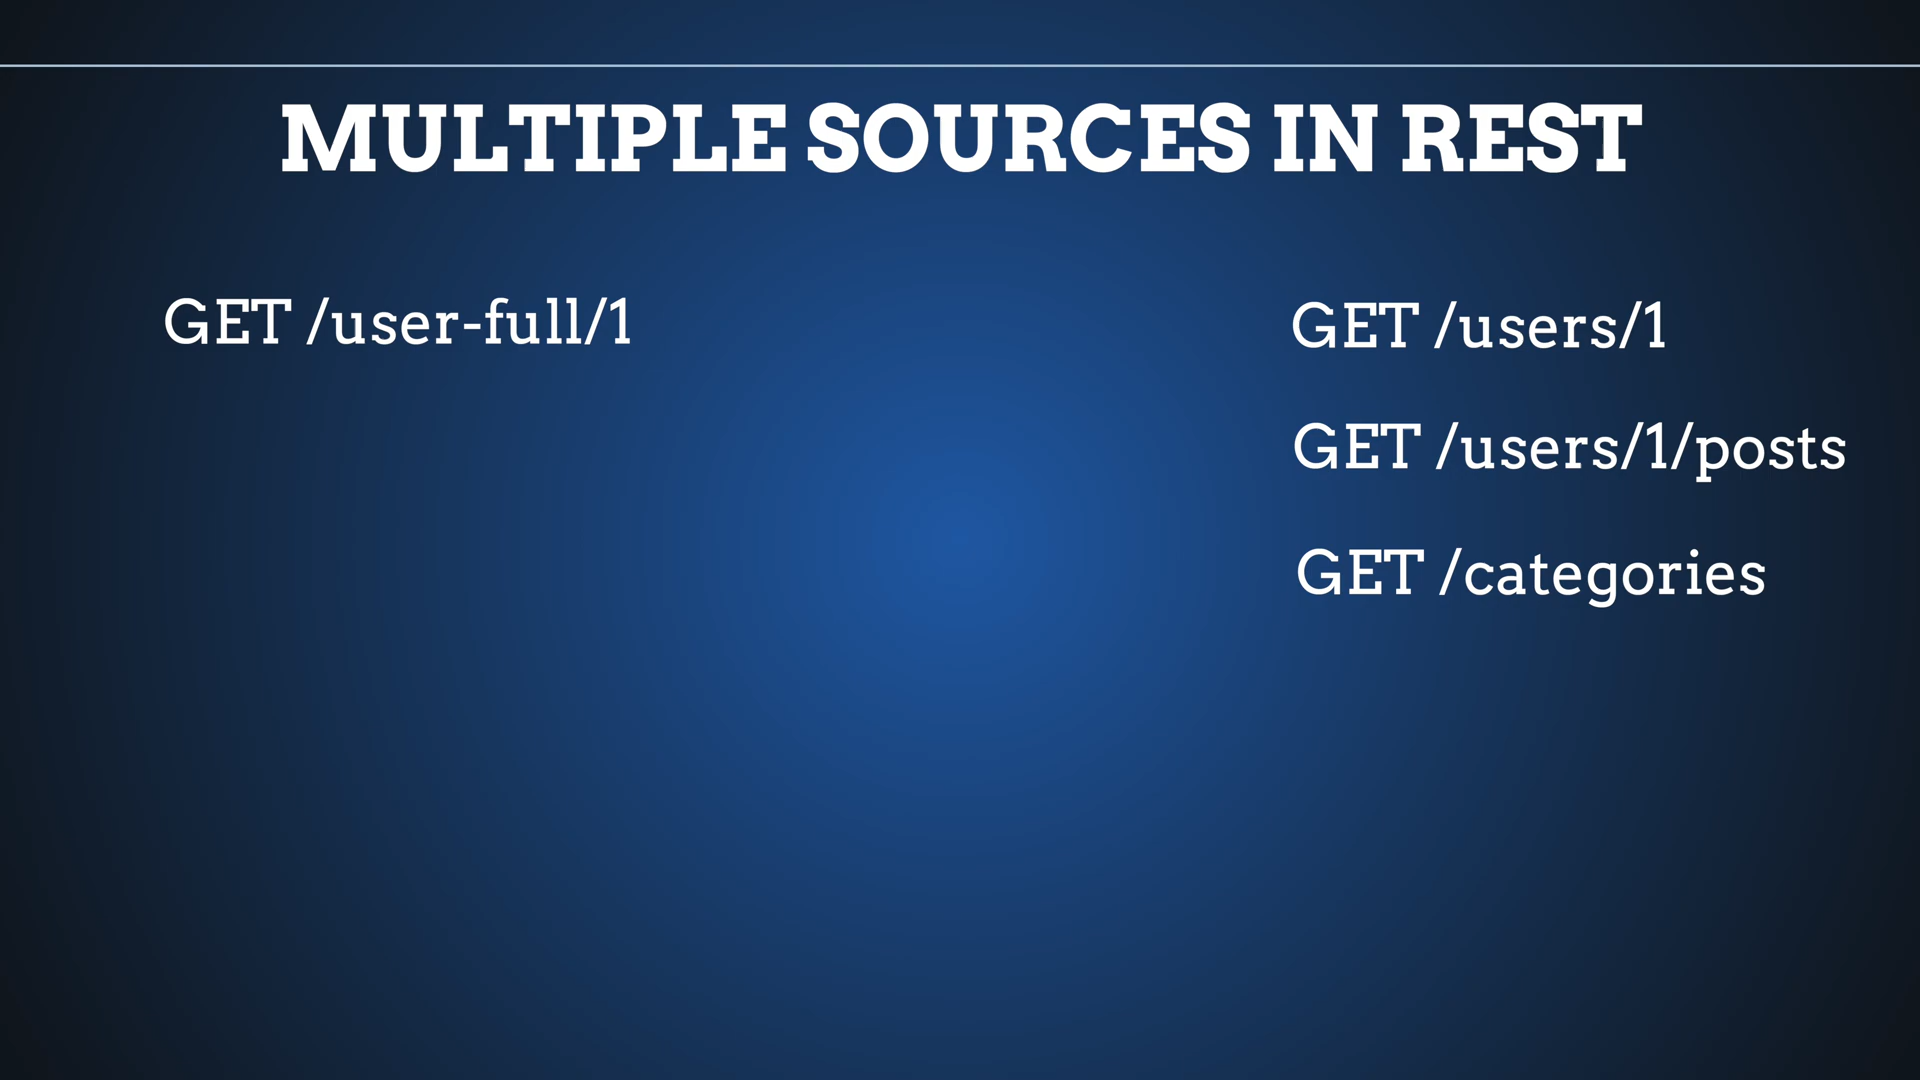 MULTIPLE SOURCES IN REST
GET /user-full/1
GET /users/1
GET /users/1/posts
GET /categories